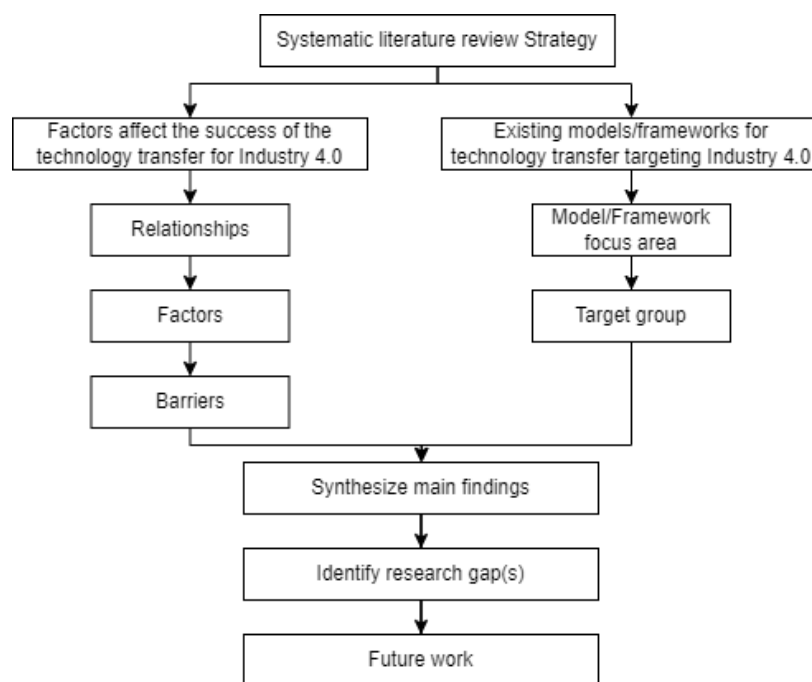 Systematic literature review Strategy
Factors affect the success of the
technology transfer for Industry 4.0
Existing models/frameworks for
technology transfer targeting Industry 4.0
Relationships
Model/Framework
focus area
Factors
Target group
Barriers
Synthesize main findings
Identify research gap(s)
Future work